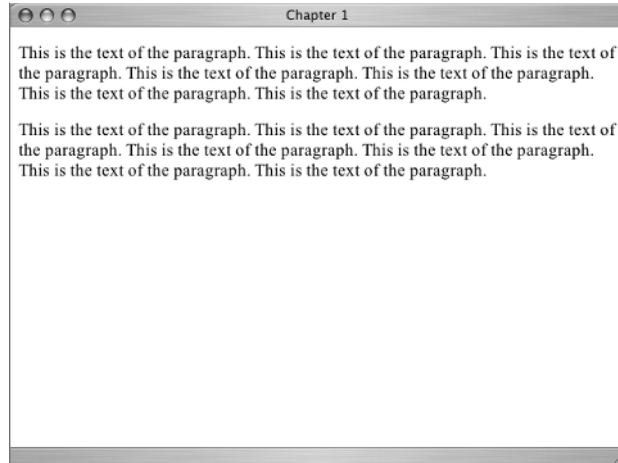 Chapter 1
This is the text of the paragraph. This is the text of the paragraph. This is the text of
the paragraph. This is the text of the paragraph. This is the text of the paragraph.
This is the text of the paragraph. This is the text of the paragraph.
This is the text of the paragraph. This is the text of the paragraph. This is the text of
the paragraph. This is the text of the paragraph. This is the text of the paragraph.
This is the text of the paragraph. This is the text of the paragraph.